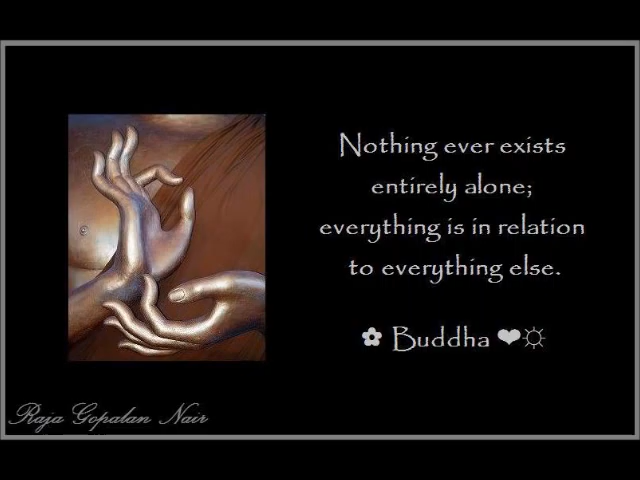 Nothing ever exists
entirely alone;
everything is in relation
to everything else.
✿ Buddha ❤☼
Raja Gopalan Nair